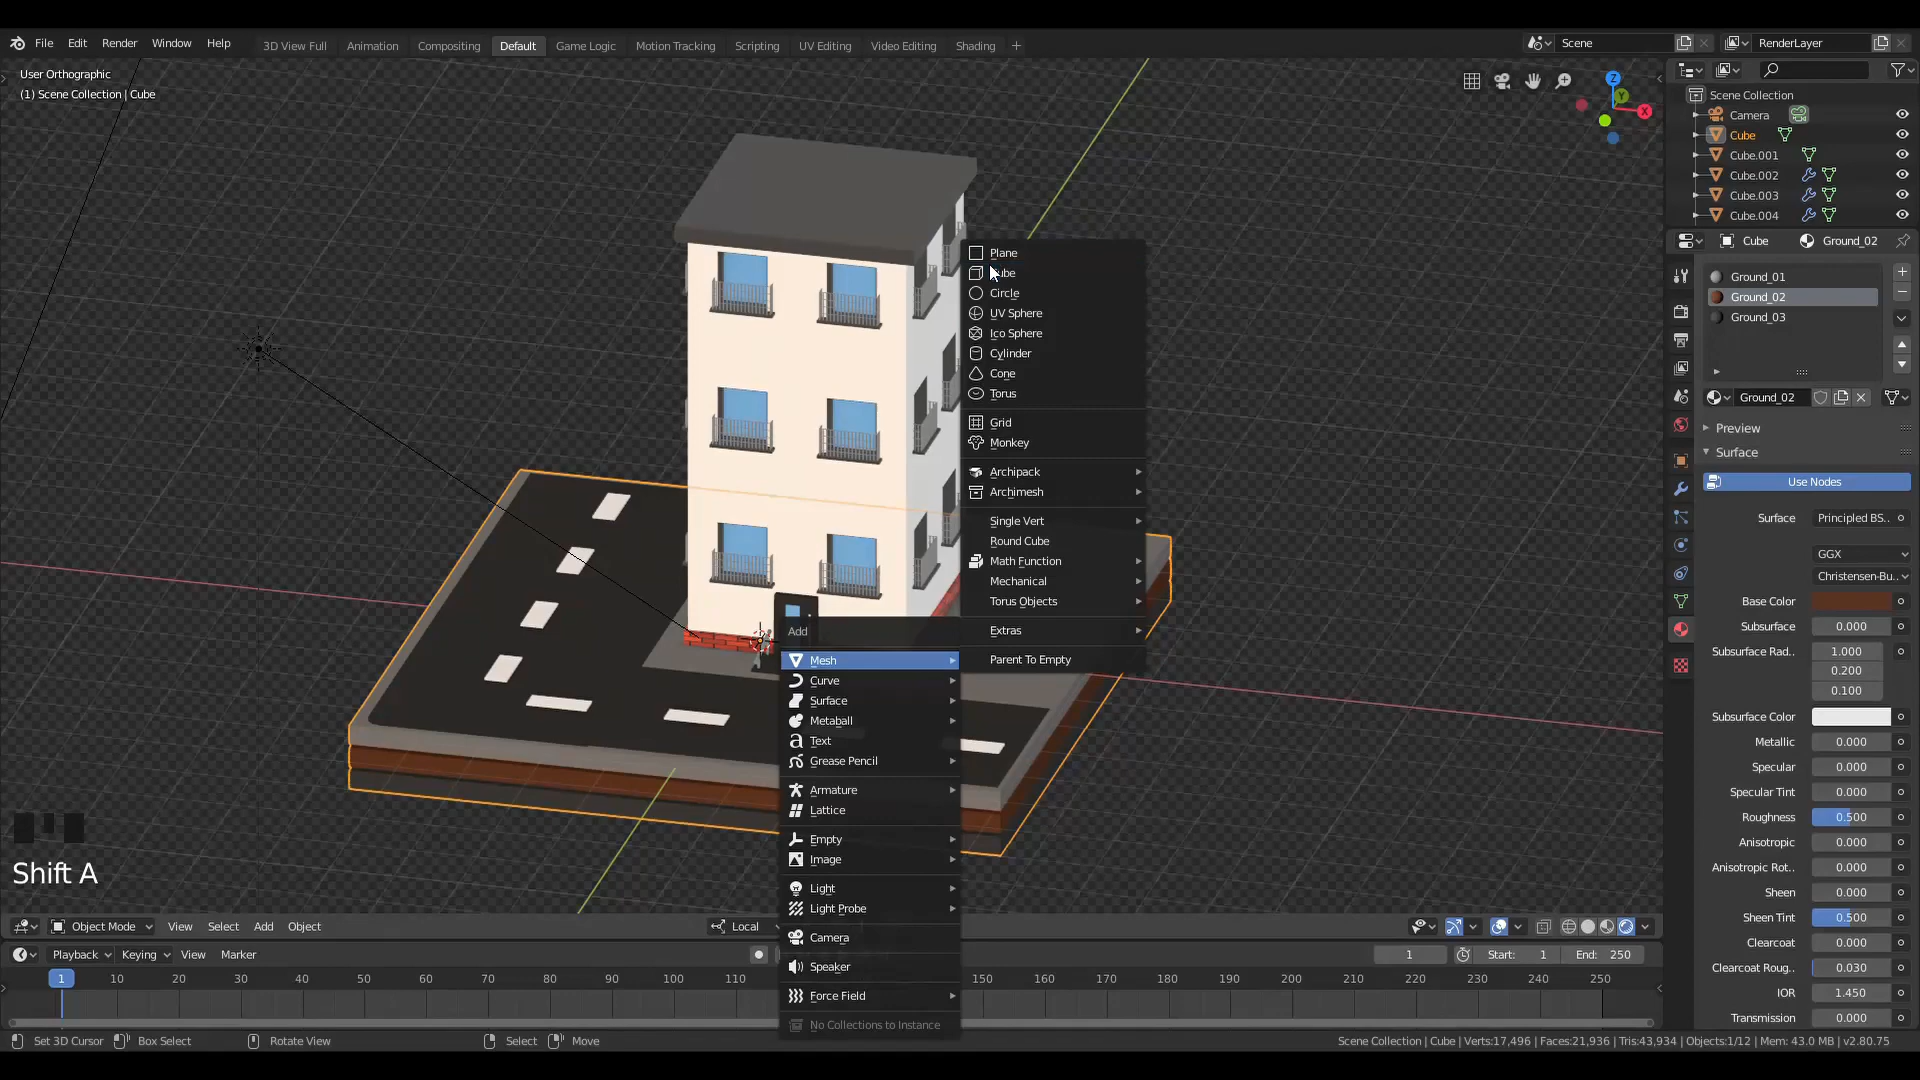 File Edit Render Window Help
3D View Full Animation Compositing Default Game Logic Motion Tracking Scripting UV Editing Video Editing Shading +
Scene
RenderLayer
User Orthographic
(1) Scene Collection | Cube
Z
Y
X
Scene Collection
Camera
Cube
Cube.001
Cube.002
Cube.003
Cube.004
Cube Ground_02
Ground_01
Ground_02
Ground_03
Ground_02
Preview
Surface
Use Nodes
Surface Principled BS..
GGX
Christensen-Bu..
Base Color
Subsurface 0.000
Subsurface Rad.. 1.000
0.200
0.100
Subsurface Color
Metallic 0.000
Specular 0.000
Specular Tint 0.000
Roughness 0.500
Anisotropic 0.000
Anisotropic Rot.. 0.000
Sheen 0.000
Sheen Tint 0.500
Clearcoat 0.000
Clearcoat Roug.. 0.030
IOR 1.450
Transmission 0.000
Plane
Cube
Circle
UV Sphere
Ico Sphere
Cylinder
Cone
Torus
Grid
Monkey
Archipack
Archimesh
Single Vert
Round Cube
Math Function
Mechanical
Torus Objects
Extras
Parent To Empty
Add
Mesh
Curve
Surface
Metaball
Text
Grease Pencil
Armature
Lattice
Empty
Image
Light
Light Probe
Camera
Speaker
Force Field
No Collections to Instance
Shift A
Object Mode View Select Add Object
Local
Playback Keying View Marker
1 Start: 1 End: 250
1 10 20 30 40 50 60 70 80 90 100 110 150 160 170 180 190 200 210 220 230 240 250
Set 3D Cursor Box Select Rotate View Select Move
Scene Collection | Cube | Verts:17,496 | Faces:21,936 | Tris:43,934 | Objects:1/12 | Mem: 43.0 MB | v2.80.75